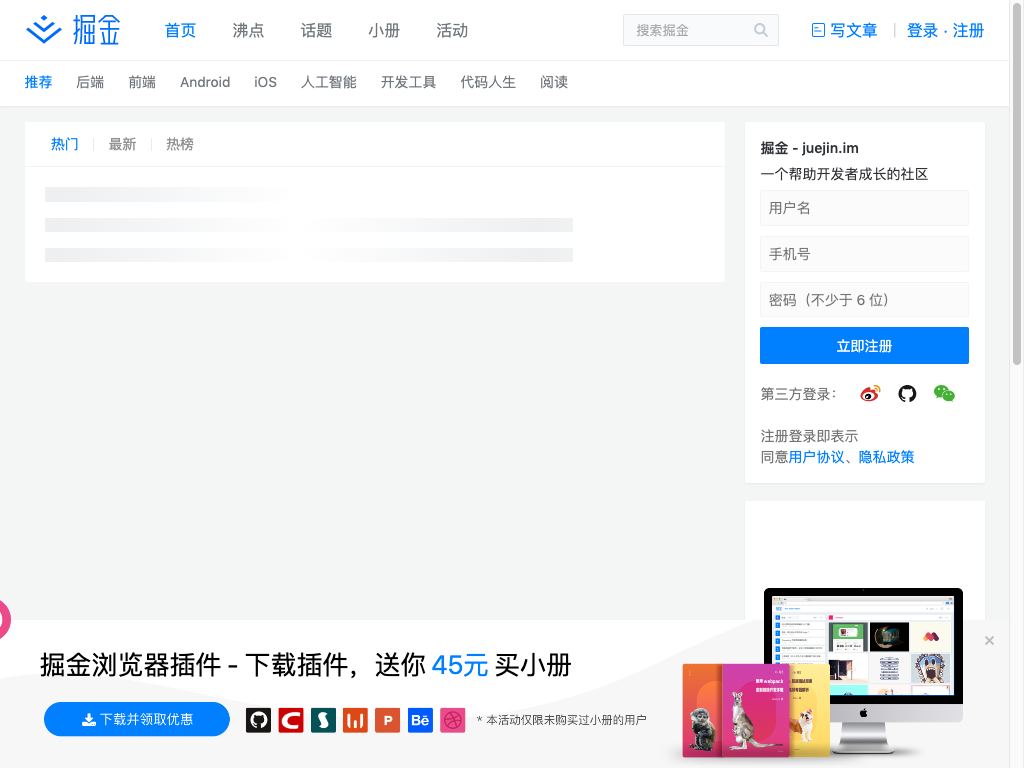 掘金 首页 沸点 话题 小册 活动 搜索掘金 写文章 登录 · 注册
推荐 后端 前端 Android iOS 人工智能 开发工具 代码人生 阅读
热门 最新 热榜
掘金 - juejin.im
一个帮助开发者成长的社区
用户名
手机号
密码（不少于 6 位）
立即注册
第三方登录：
注册登录即表示
同意用户协议、隐私政策
掘金浏览器插件 - 下载插件，送你 45元 买小册
下载并领取优惠 * 本活动仅限未购买过小册的用户